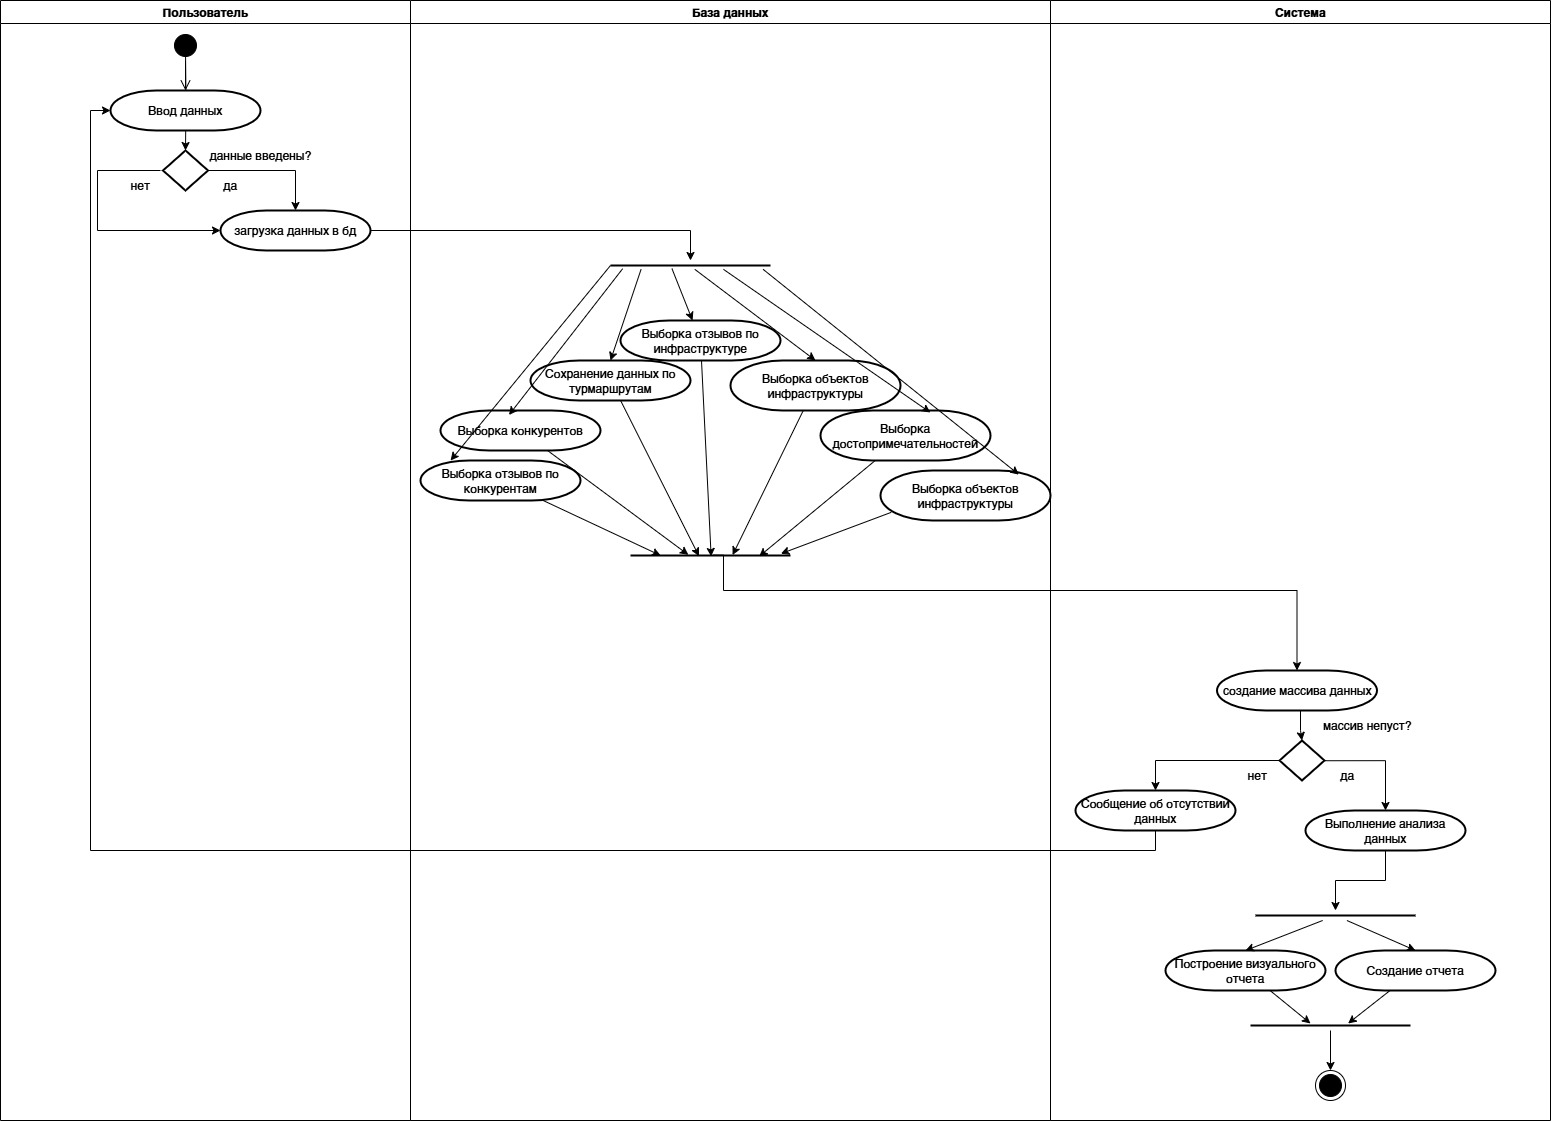 Пользователь
База данных
Система
Ввод данных
данные введены?
нет
да
загрузка данных в бд
Выборка отзывов по
инфраструктуре
Сохранение данных по
турмаршрутам
Выборка объектов
инфраструктуры
Выборка конкурентов
Выборка
достопримечательностей
Выборка отзывов по
конкурентам
Выборка объектов
инфраструктуры
создание массива данных
массив непуст?
нет
да
Сообщение об отсутствии
данных
Выполнение анализа
данных
Построение визуального
отчета
Создание отчета